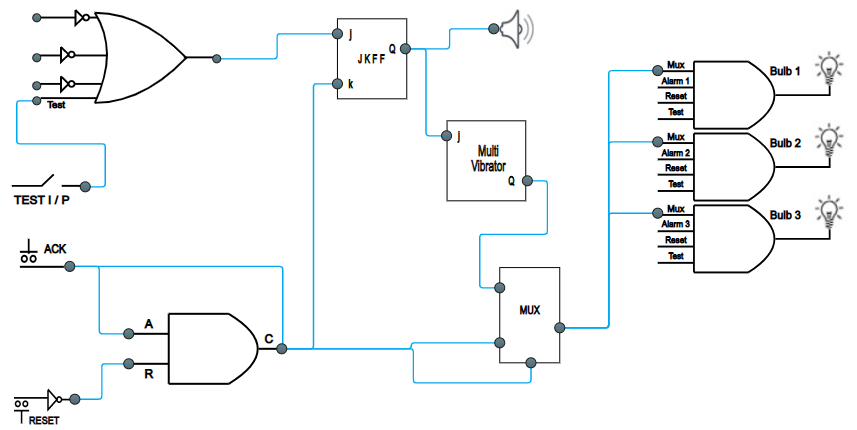 j
Q
J K F F
k
Test
TEST I / P
j
Multi
Vibrator
Q
Mux
Alarm 1
Reset
Test
Bulb 1
Mux
Alarm 2
Reset
Test
Bulb 2
Mux
Alarm 3
Reset
Test
Bulb 3
ACK
A
C
R
MUX
RESET